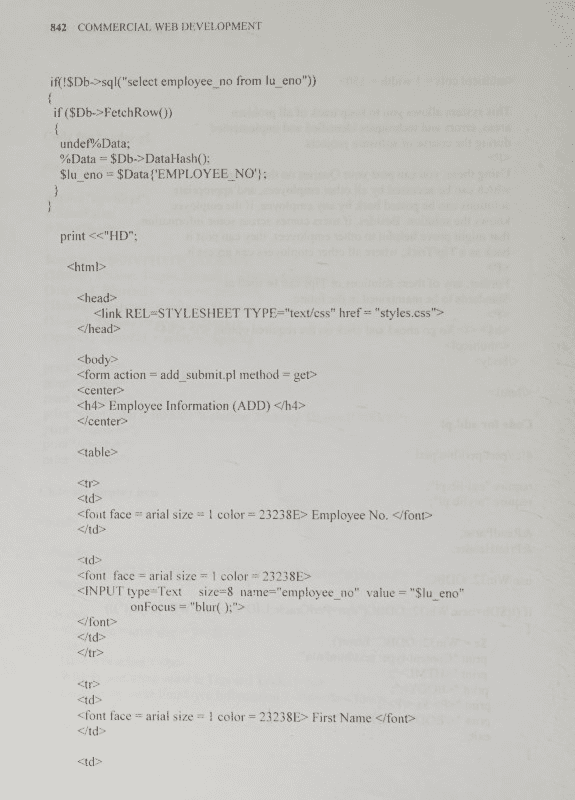 842 COMMERCIAL WEB DEVELOPMENT
if(!$Db->sql("select employee_no from lu_eno"))
{
if ($Db->FetchRow())
{
undef%Data;
%Data = $Db->DataHash();
$lu_eno = $Data{'EMPLOYEE_NO'};
}
}
print <<"HD";
<html>
<head>
<link REL=STYLESHEET TYPE="text/css" href = "styles.css">
</head>
<body>
<form action = add_submit.pl method = get>
<center>
<h4> Employee Information (ADD) </h4>
</center>
<table>
<tr>
<td>
<font face = arial size = 1 color = 23238E> Employee No. </font>
</td>
<td>
<font face = arial size = 1 color = 23238E>
<INPUT type=Text size=8 name="employee_no" value = "$lu_eno"
onFocus = "blur( );">
</font>
</td>
</tr>
<tr>
<td>
<font face = arial size = 1 color = 23238E> First Name </font>
</td>
<td>